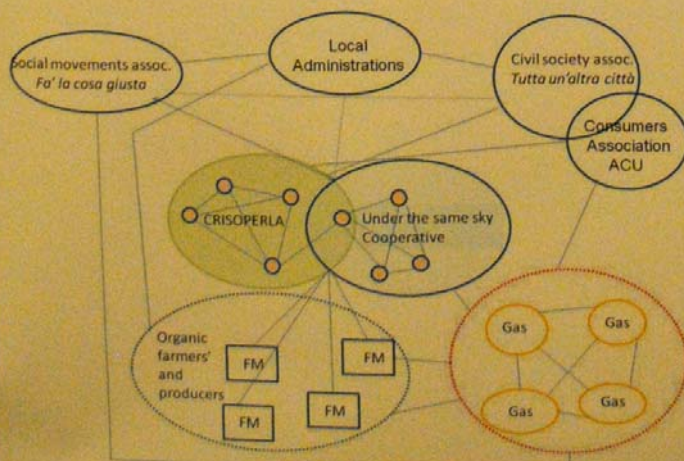 Social movements assoc.
Fa' la cosa giusta
Local
Administrations
Civil society assoc.
Tutta un'altra città
Consumers
Association
ACU
CRISOPERLA
Under the same sky
Cooperative
Organic
farmers'
and
producers
FM
FM
FM
FM
Gas
Gas
Gas
Gas